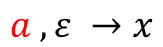 a , ε → x